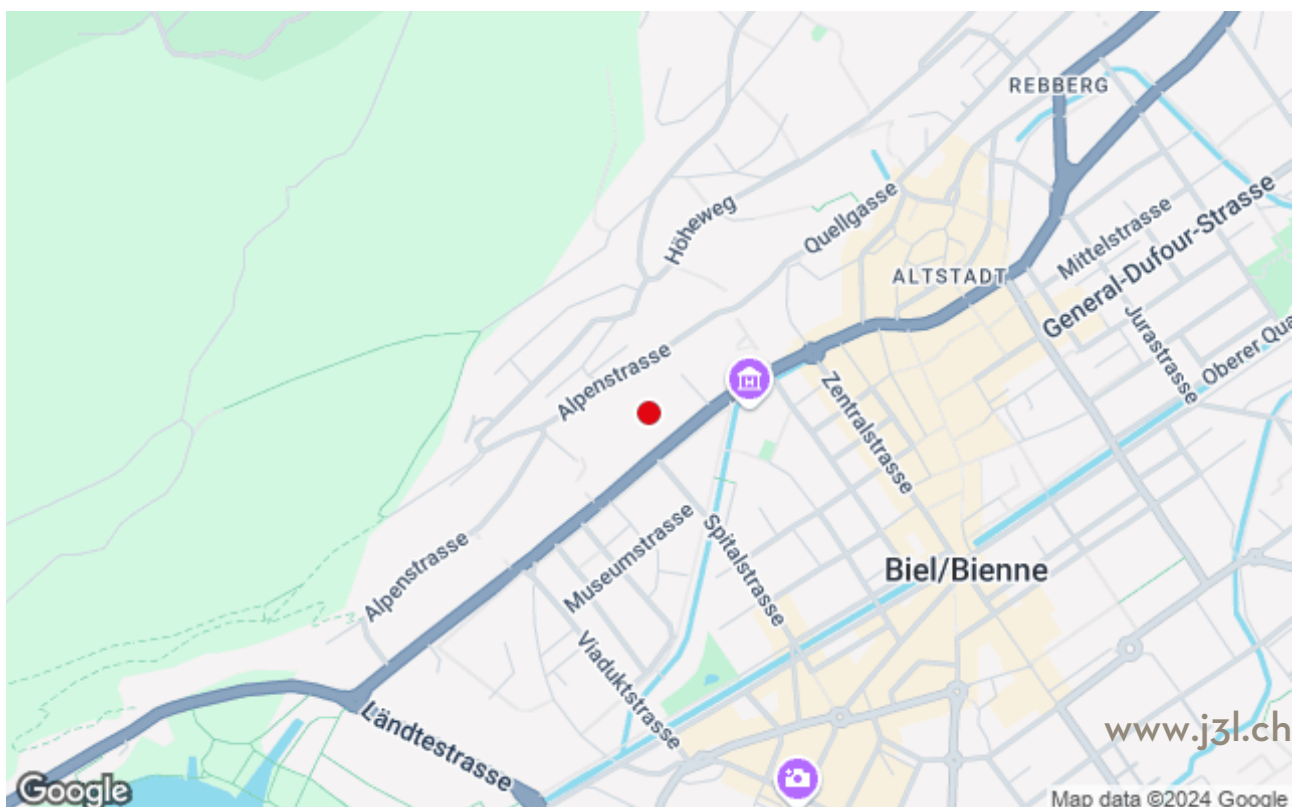 REBBERG
Höheweg
Quellgasse
Mittelstrasse
General-Dufour-Strasse
ALTSTADT
Jurastrasse
Oberer Qua
Alpenstrasse
Zentralstrasse
Museumstrasse
Spitalstrasse
Alpenstrasse
Biel/Bienne
Viaduktstrasse
Ländtestrasse
www.j3l.ch
Google
Map data ©2024 Google